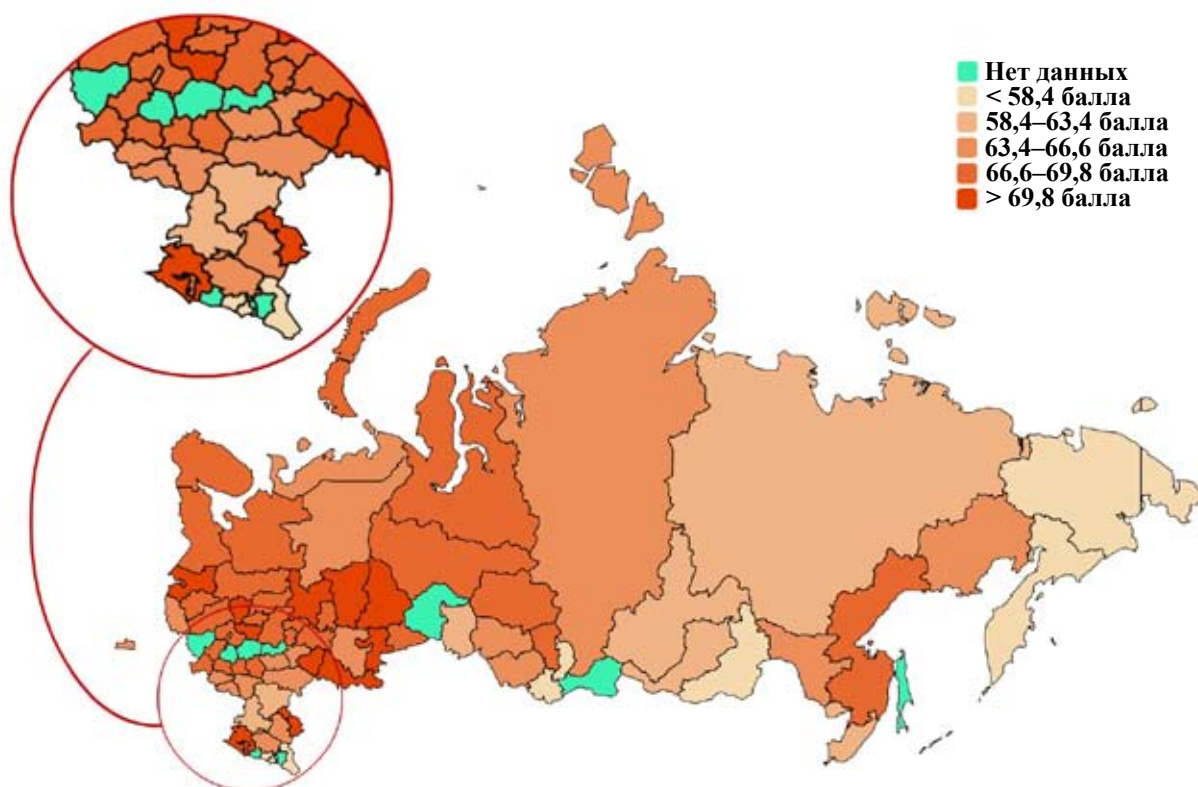 Нет данных
< 58,4 балла
58,4–63,4 балла
63,4–66,6 балла
66,6–69,8 балла
> 69,8 балла